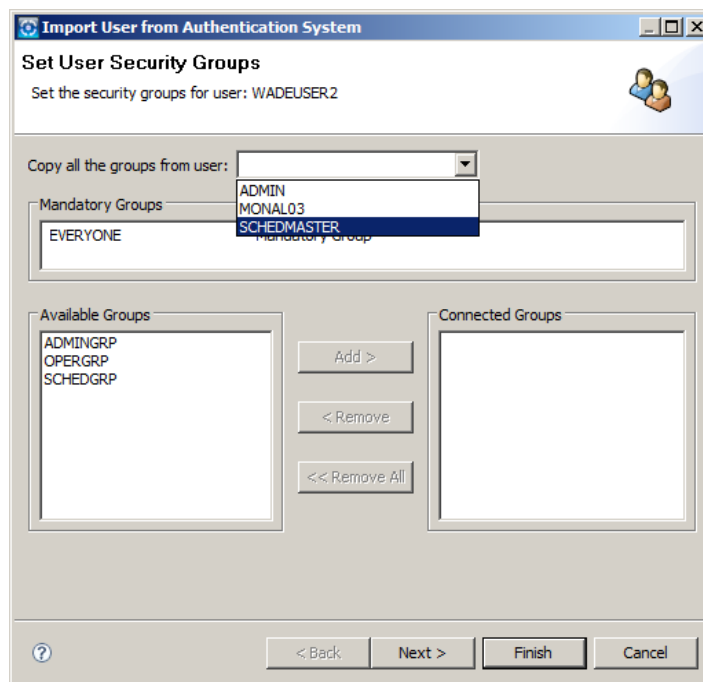 Import User from Authentication System
Set User Security Groups
Set the security groups for user: WADEUSER2
Copy all the groups from user:
ADMIN
MONAL03
SCHEDMASTER
Mandatory Groups
EVERYONE Mandatory Group
Available Groups
ADMINGRP
OPERGRP
SCHEDGRP
Add >
< Remove
<< Remove All
Connected Groups
? < Back Next > Finish Cancel